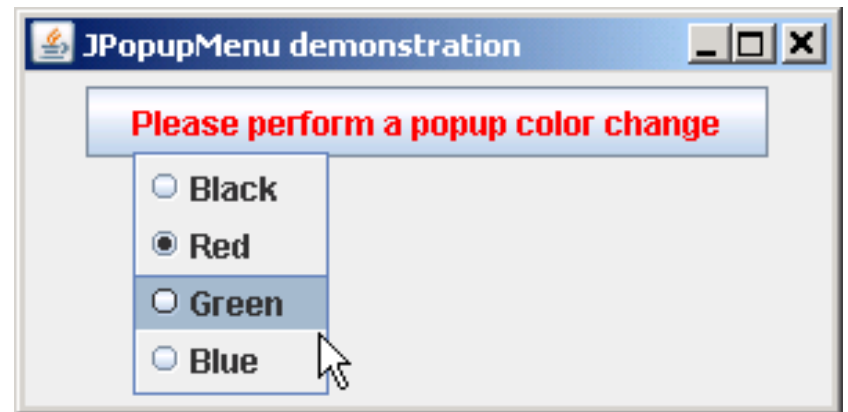 JPopupMenu demonstration
Please perform a popup color change
Black
Red
Green
Blue